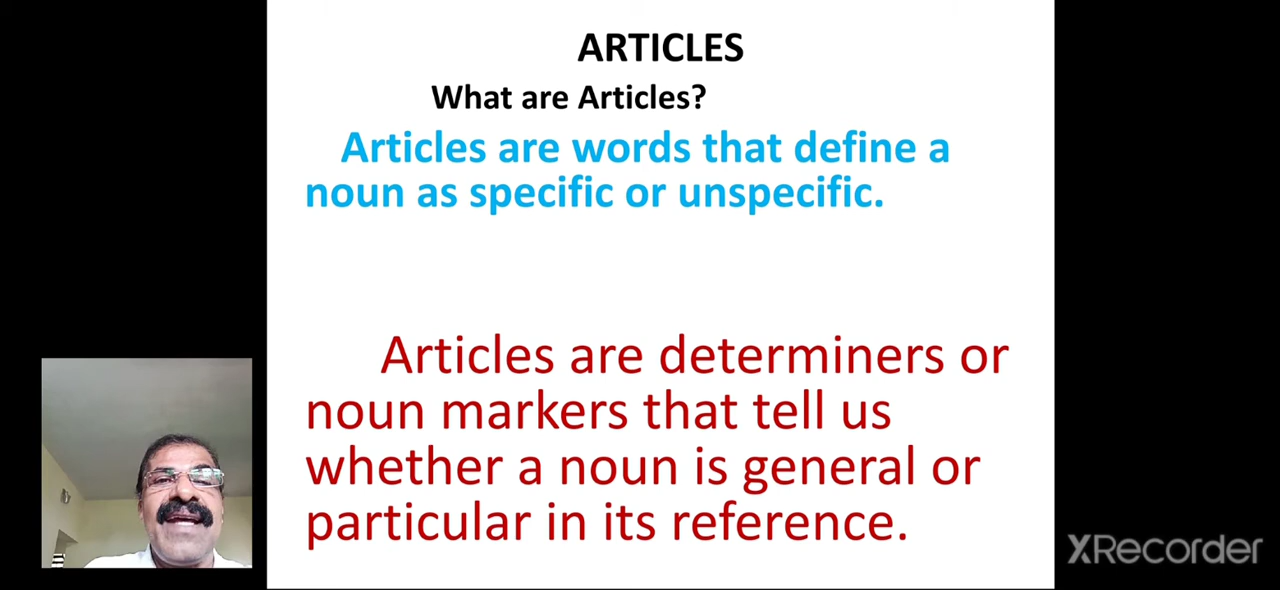 ARTICLES
What are Articles?
Articles are words that define a
noun as specific or unspecific.
Articles are determiners or
noun markers that tell us
whether a noun is general or
particular in its reference.
XRecorder